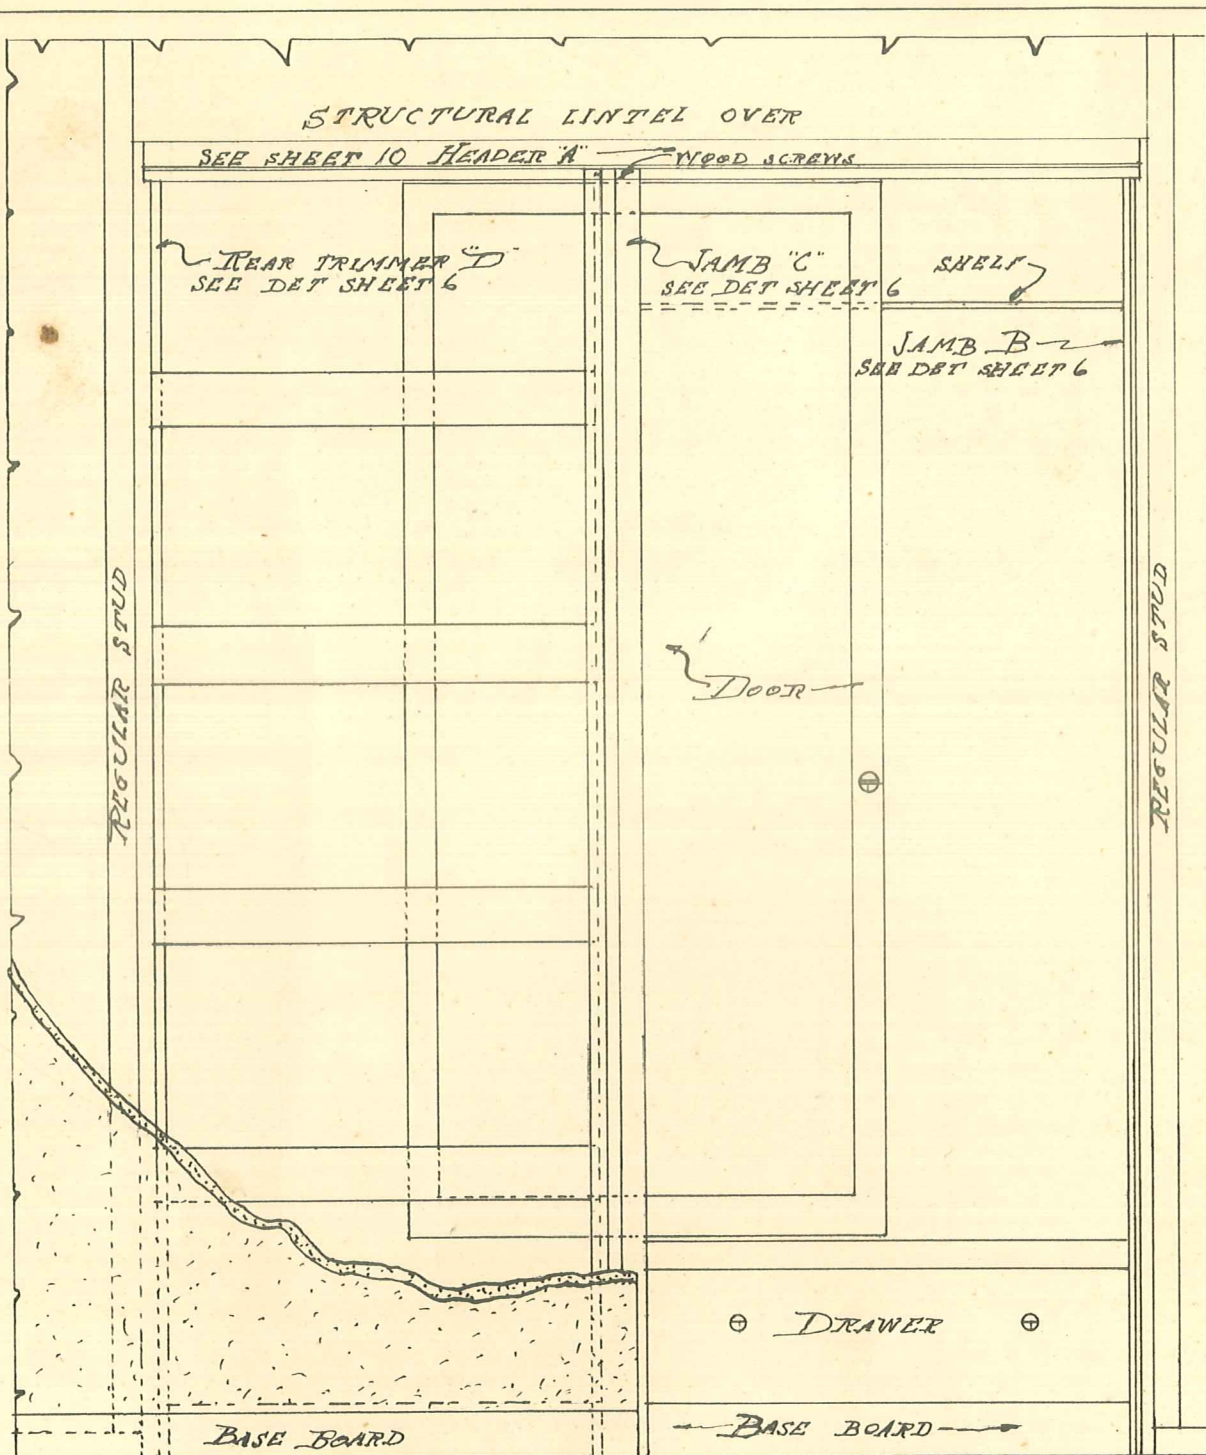 STRUCTURAL LINTEL OVER
SEE SHEET 10 HEADER "A"
WOOD SCREWS
REAR TRIMMER "D"
SEE DET SHEET 6
JAMB "C"
SEE DET SHEET 6
SHELF
JAMB B
SEE DET SHEET 6
REGULAR STUD
REGULAR STUD
DOOR
DRAWER
BASE BOARD
BASE BOARD